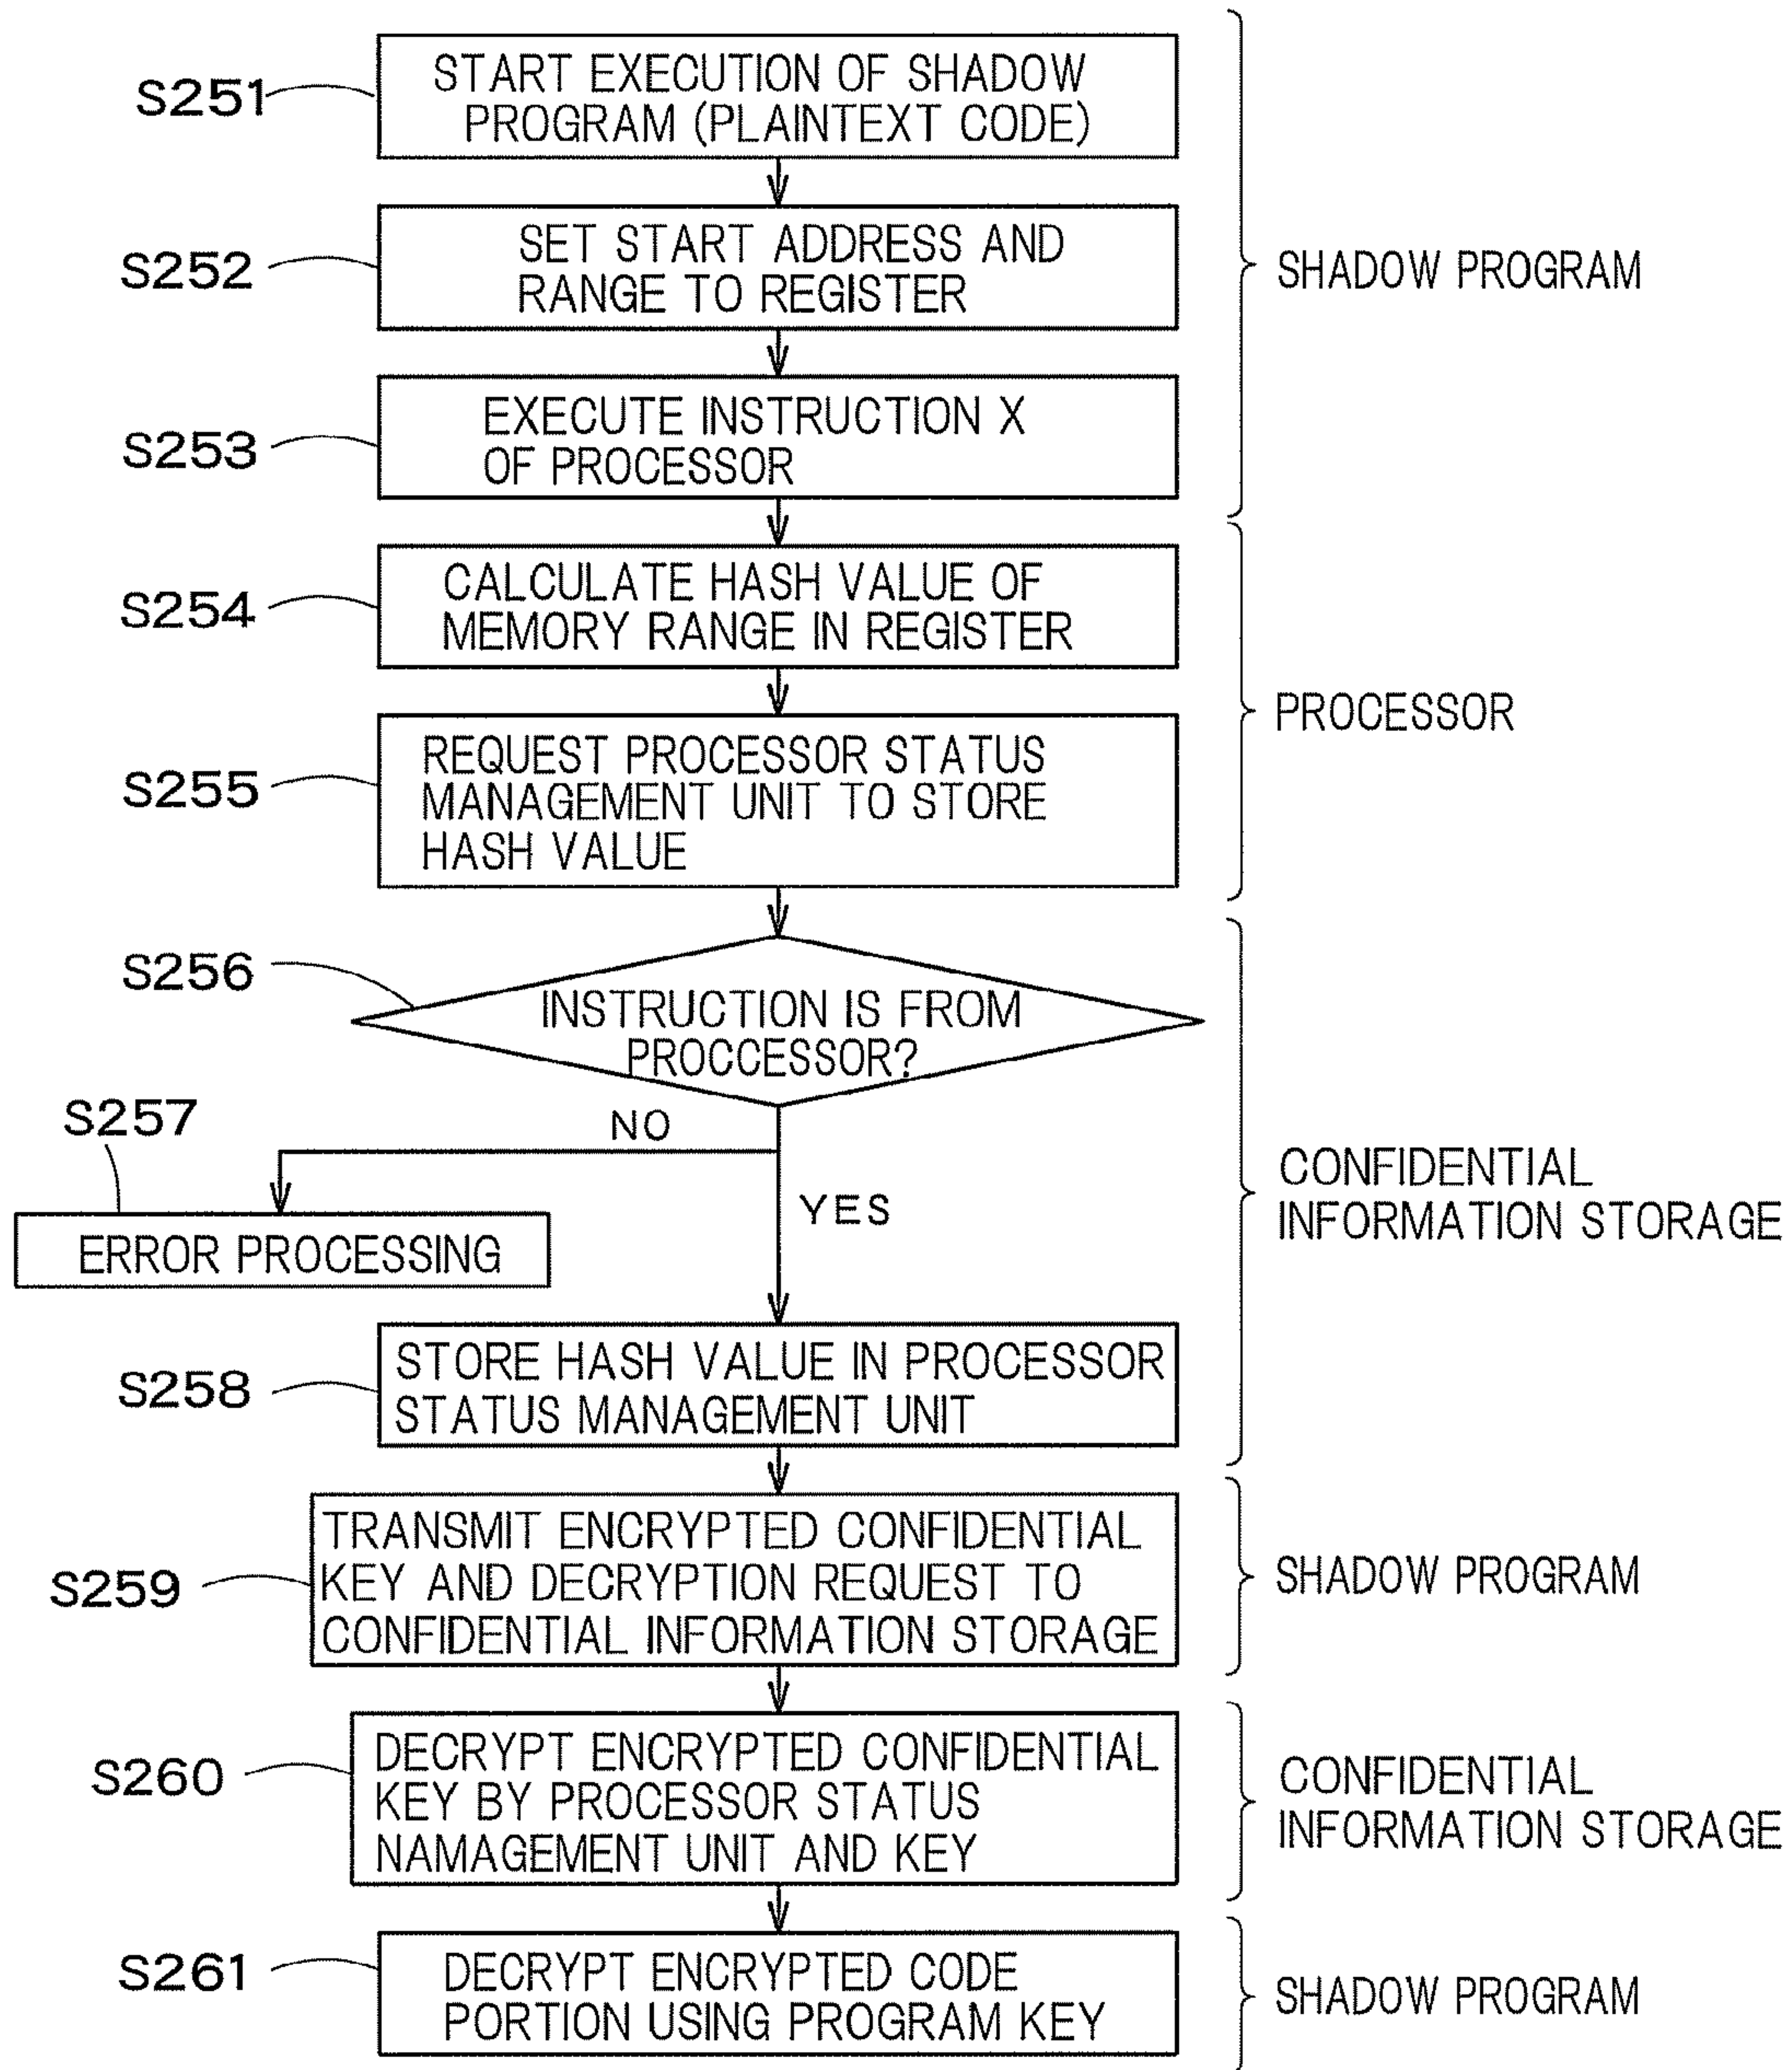 S251
START EXECUTION OF SHADOW
PROGRAM (PLAINTEXT CODE)
S252
SET START ADDRESS AND
RANGE TO REGISTER
SHADOW PROGRAM
S253
EXECUTE INSTRUCTION X
OF PROCESSOR
S254
CALCULATE HASH VALUE OF
MEMORY RANGE IN REGISTER
PROCESSOR
S255
REQUEST PROCESSOR STATUS
MANAGEMENT UNIT TO STORE
HASH VALUE
S256
INSTRUCTION IS FROM
PROCCESSOR?
S257
NO
YES
ERROR PROCESSING
CONFIDENTIAL
INFORMATION STORAGE
S258
STORE HASH VALUE IN PROCESSOR
STATUS MANAGEMENT UNIT
S259
TRANSMIT ENCRYPTED CONFIDENTIAL
KEY AND DECRYPTION REQUEST TO
CONFIDENTIAL INFORMATION STORAGE
SHADOW PROGRAM
S260
DECRYPT ENCRYPTED CONFIDENTIAL
KEY BY PROCESSOR STATUS
NAMAGEMENT UNIT AND KEY
CONFIDENTIAL
INFORMATION STORAGE
S261
DECRYPT ENCRYPTED CODE
PORTION USING PROGRAM KEY
SHADOW PROGRAM